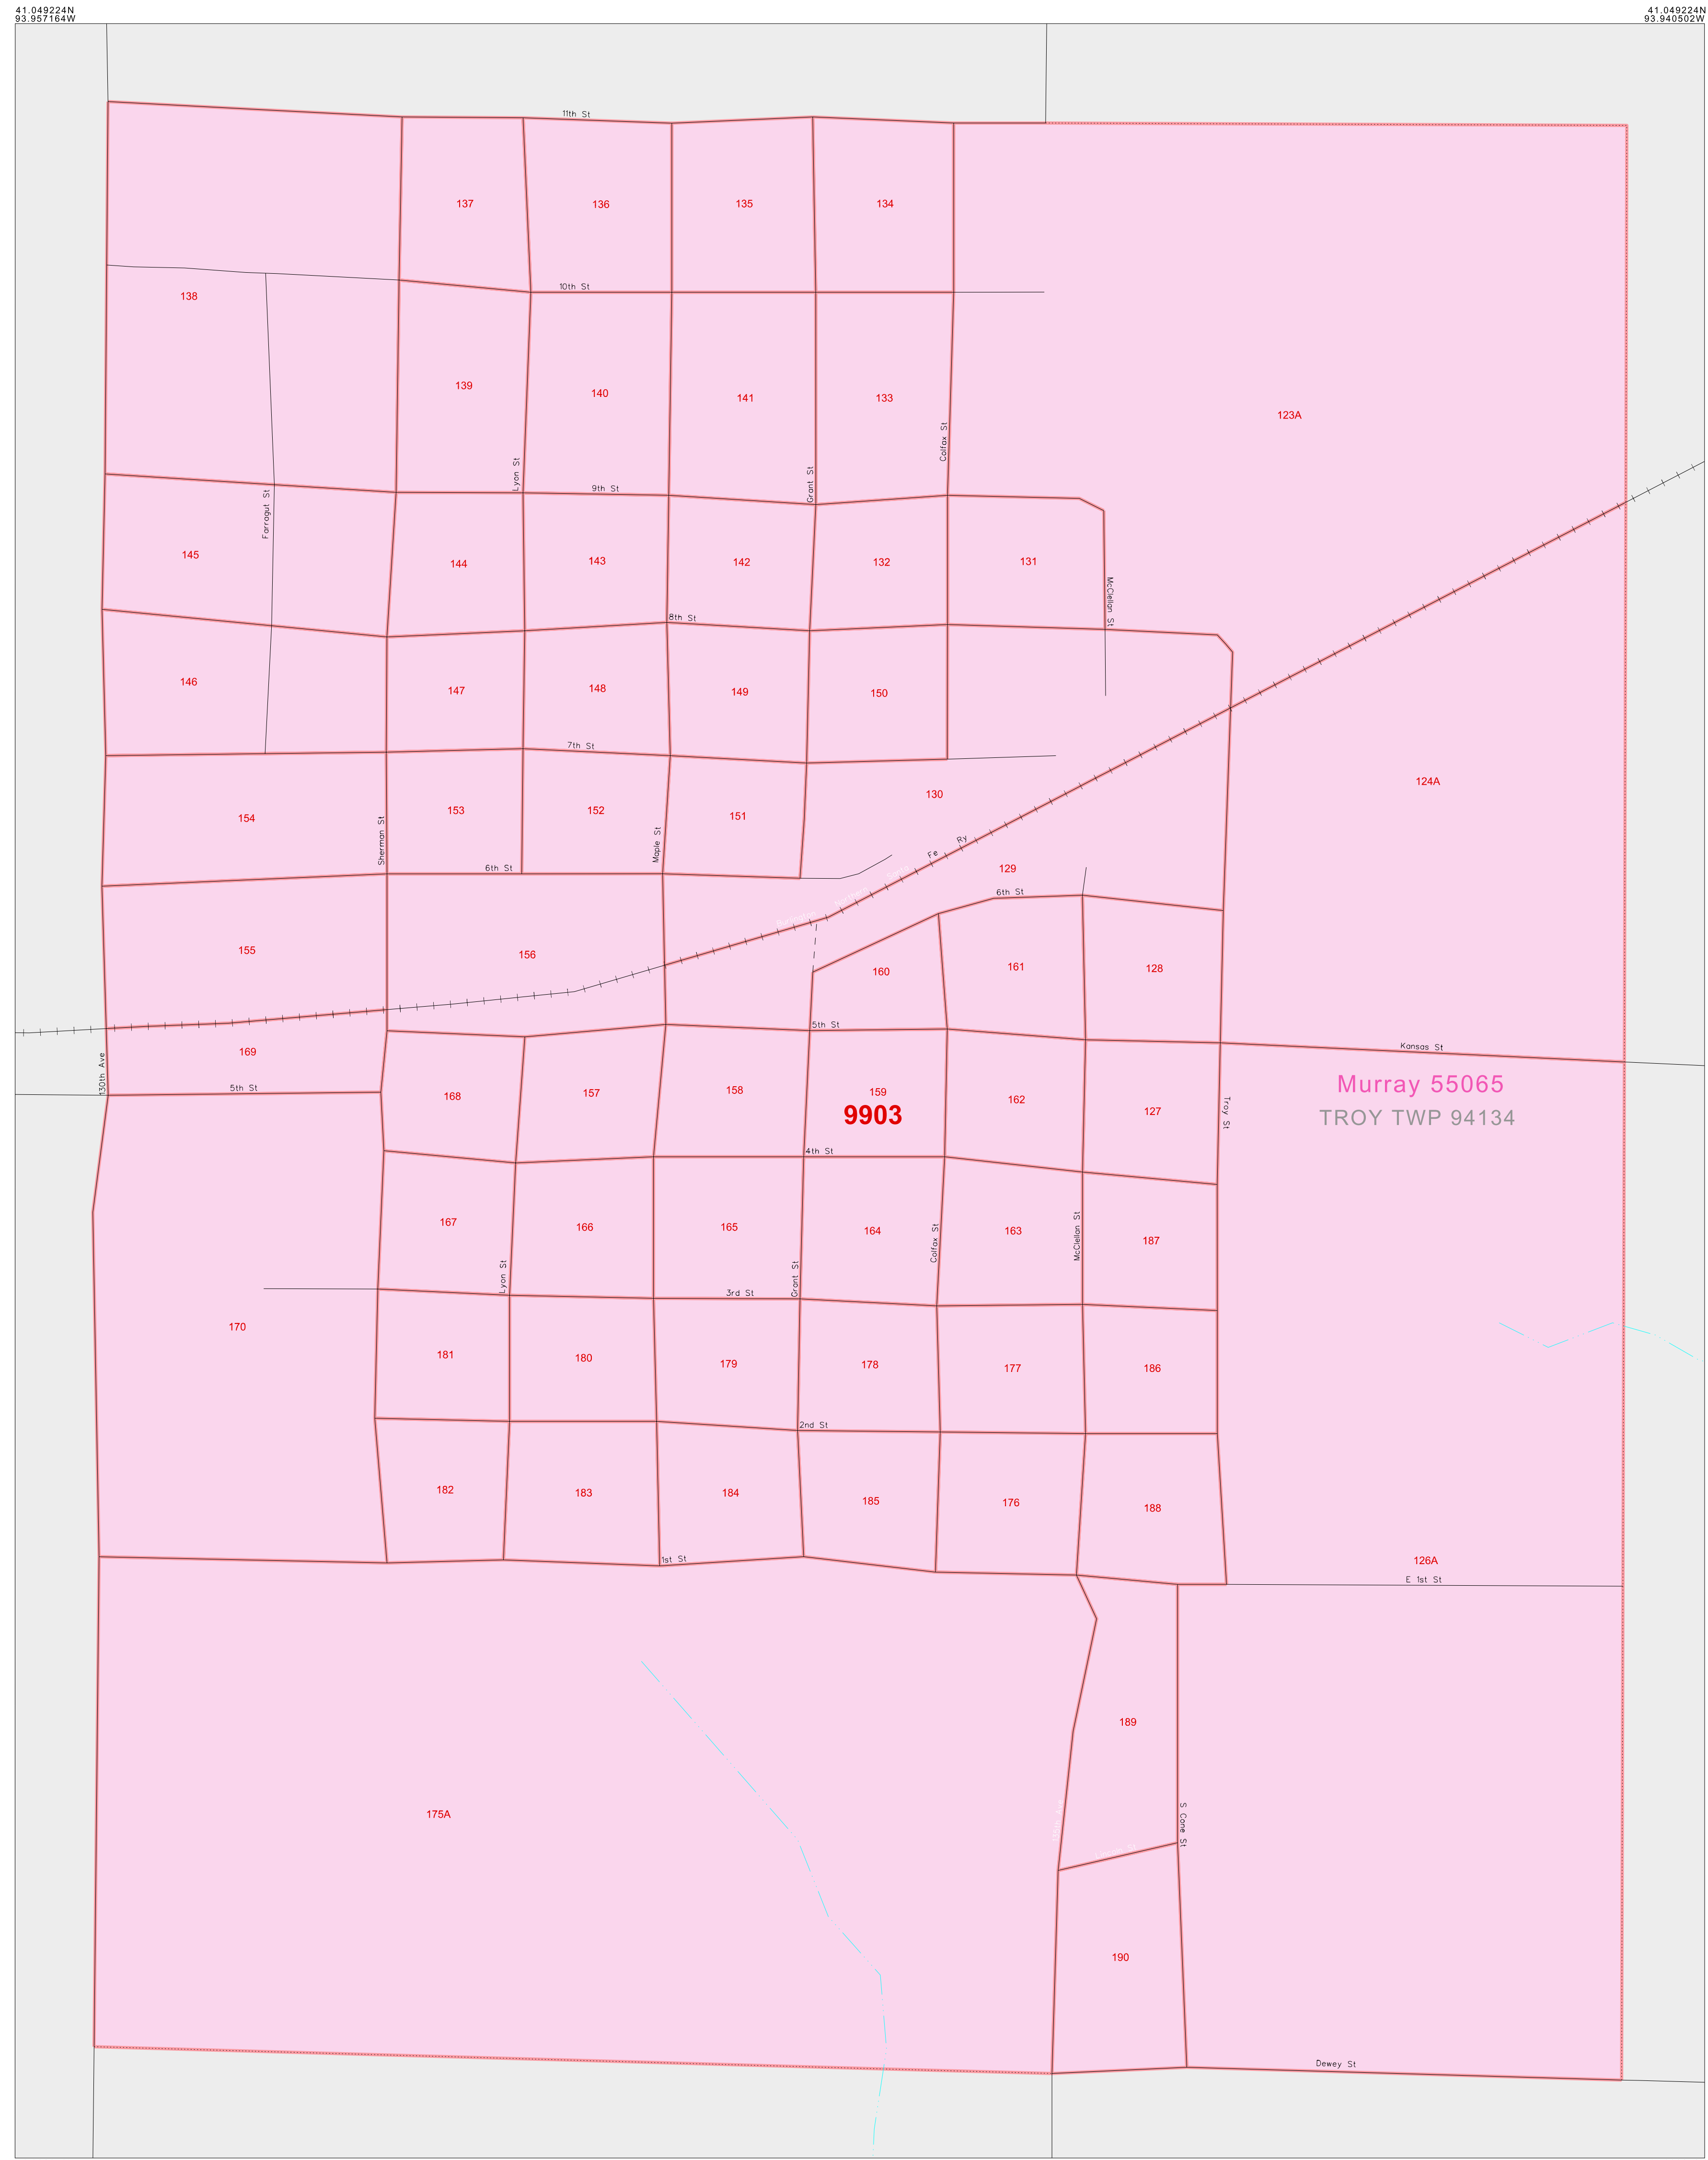 41.049224N
93.957164W
41.049224N
93.940502W
11th St
137
136
135
134
10th St
138
139
140
141
133
Colfax St
123A
Lyon St
Grant St
9th St
Farragut St
145
144
143
142
132
131
McClellan St
8th St
146
147
148
149
150
7th St
124A
154
153
152
151
130
Sherman St
Maple St
6th St
Burlington Northern Santa Fe Ry
129
6th St
155
156
160
161
128
5th St
Kansas St
169
130th Ave
5th St
168
157
158
159
162
127
Troy St
9903
Murray 55065
TROY TWP 94134
4th St
167
166
165
164
163
187
Lyon St
Grant St
Colfax St
McClellan St
3rd St
170
181
180
179
178
177
186
2nd St
182
183
184
185
176
188
1st St
126A
E 1st St
189
175A
S Cone St
190
Dewey St